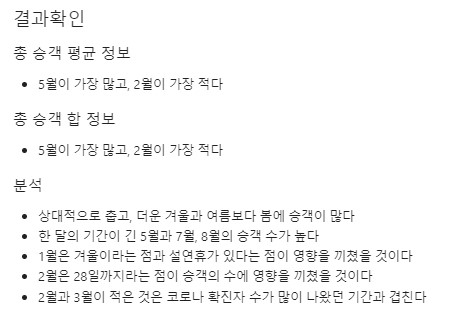 결과확인
총 승객 평균 정보
• 5월이 가장 많고, 2월이 가장 적다
총 승객 합 정보
• 5월이 가장 많고, 2월이 가장 적다
분석
• 상대적으로 춥고, 더운 겨울과 여름보다 봄에 승객이 많다
• 한 달의 기간이 긴 5월과 7월, 8월의 승객 수가 높다
• 1월은 겨울이라는 점과 설연휴가 있다는 점이 영향을 끼쳤을 것이다
• 2월은 28일까지라는 점이 승객의 수에 영향을 끼쳤을 것이다
• 2월과 3월이 적은 것은 코로나 확진자 수가 많이 나왔던 기간과 겹친다